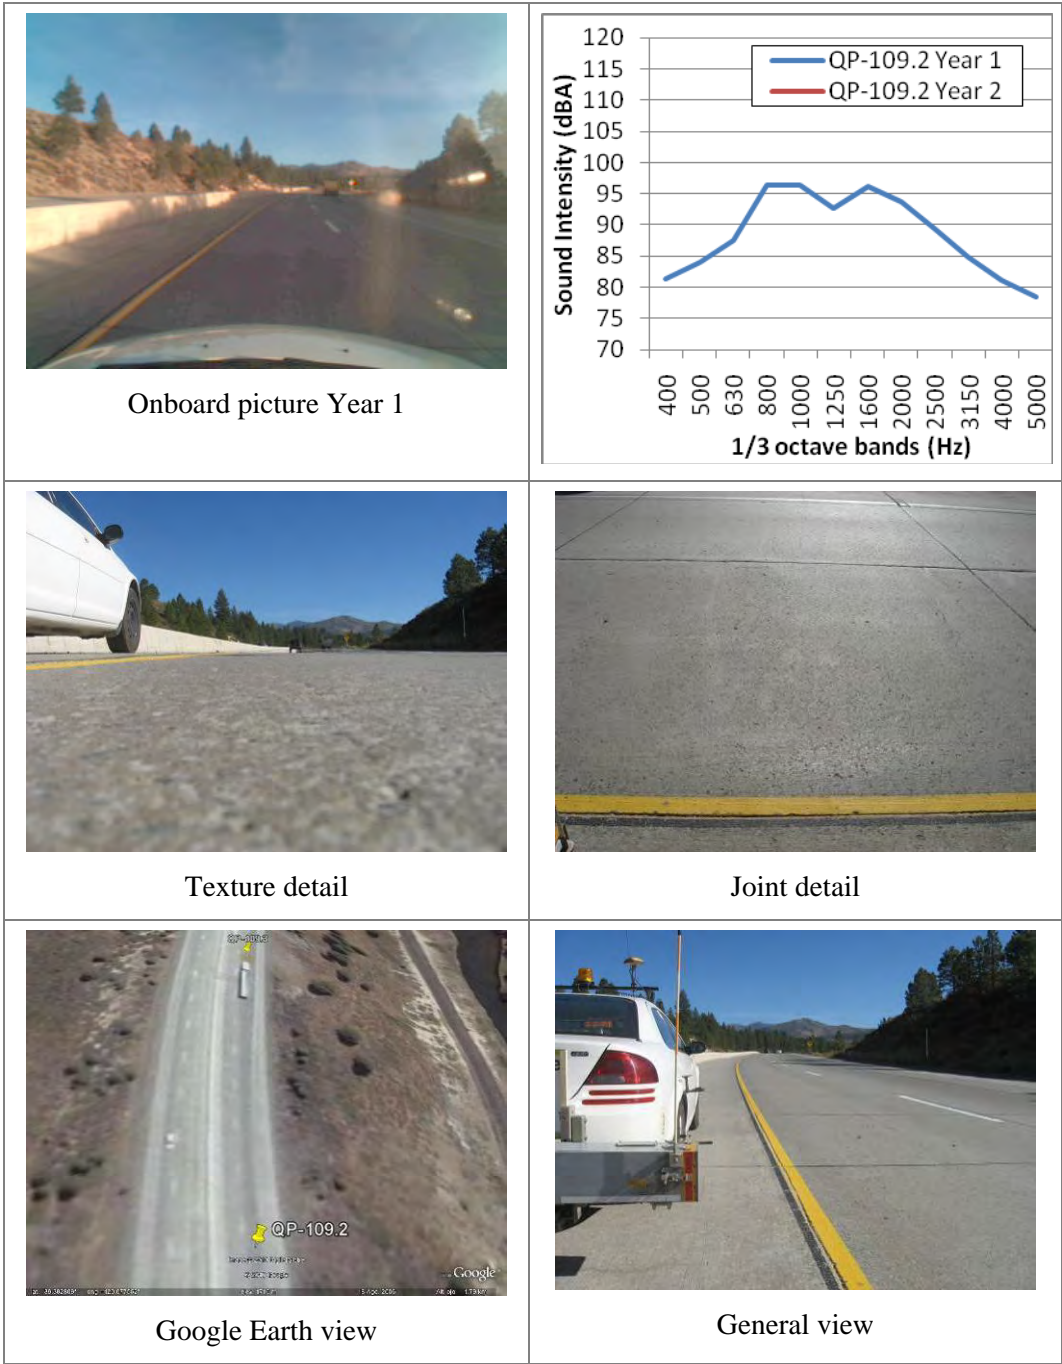 120
115
110
105
100
95
90
85
80
75
70
Sound Intensity (dBA)
QP-109.2 Year 1
QP-109.2 Year 2
400
500
630
800
1000
1250
1600
2000
2500
3150
4000
5000
1/3 octave bands (Hz)
Onboard picture Year 1
Texture detail
Joint detail
QP-109.2
Google
Google Earth view
General view